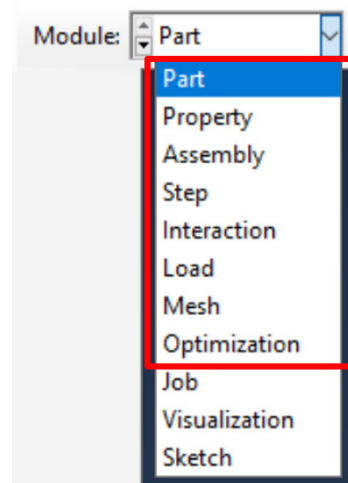 Module: Part
Part
Property
Assembly
Step
Interaction
Load
Mesh
Optimization
Job
Visualization
Sketch